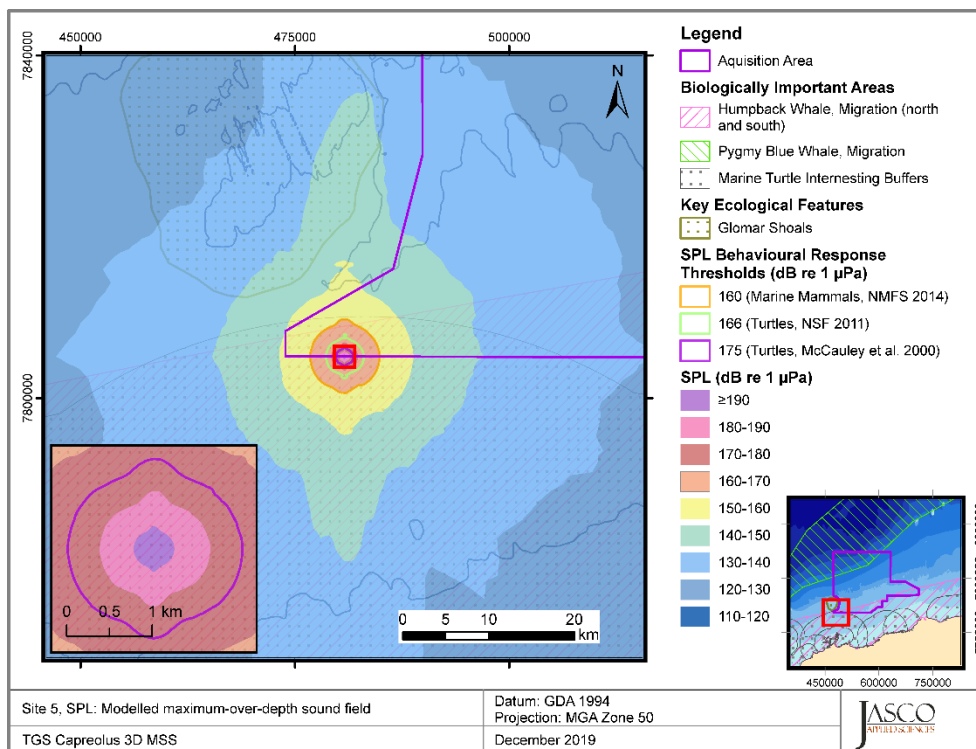 450000 475000 500000
7840000
7800000
N
0 0.5 1 km
0 5 10 20
km
Legend
Aquisition Area
Biologically Important Areas
Humpback Whale, Migration (north
and south)
Pygmy Blue Whale, Migration
Marine Turtle Internesting Buffers
Key Ecological Features
Glomar Shoals
SPL Behavioural Response
Thresholds (dB re 1 µPa)
160 (Marine Mammals, NMFS 2014)
166 (Turtles, NSF 2011)
175 (Turtles, McCauley et al. 2000)
SPL (dB re 1 µPa)
≥190
180-190
170-180
160-170
150-160
140-150
130-140
120-130
110-120
450000 600000 750000
Site 5, SPL: Modelled maximum-over-depth sound field
Datum: GDA 1994
Projection: MGA Zone 50
TGS Capreolus 3D MSS
December 2019
JASCO
APPLIED SCIENCES